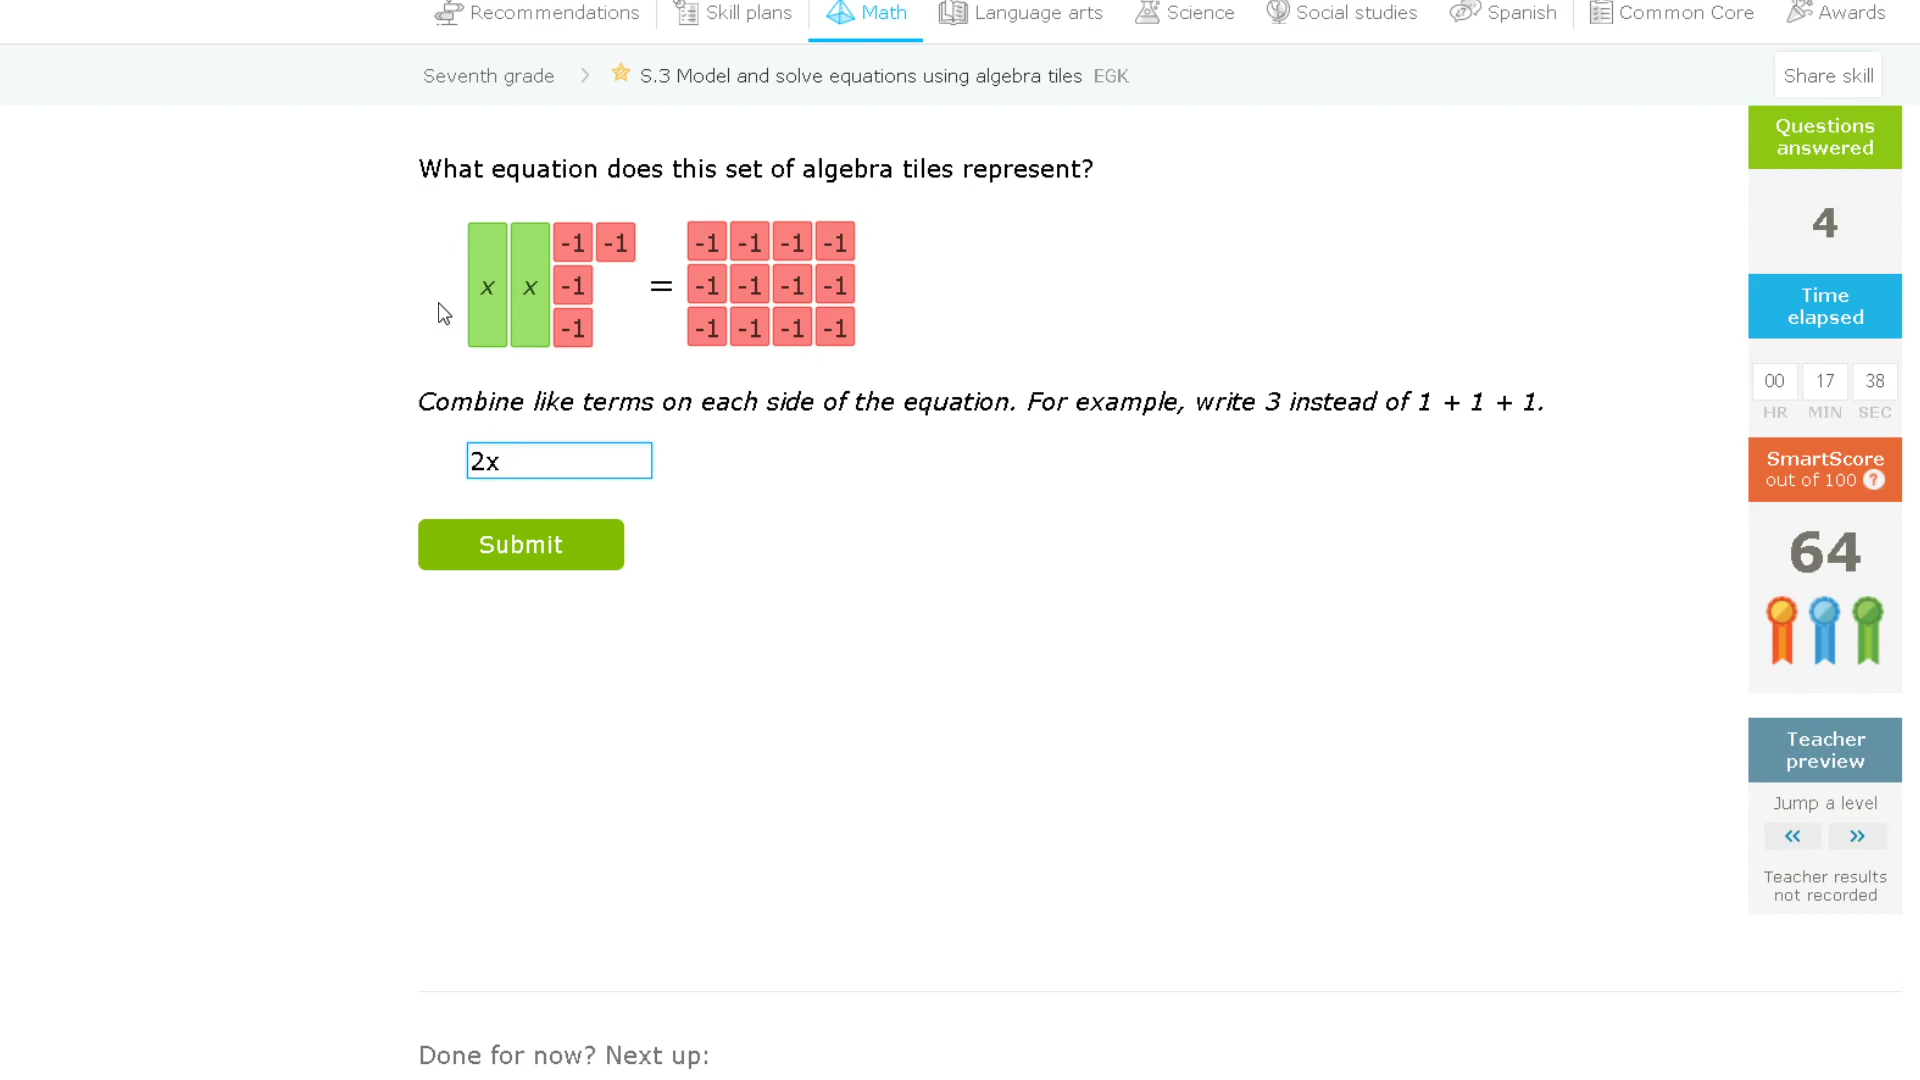 Recommendations Skill plans Math Language arts Science Social studies Spanish Common Core Awards
Seventh grade > S.3 Model and solve equations using algebra tiles EGK Share skill
Questions answered
4
Time elapsed
00 17 38
HR MIN SEC
SmartScore
out of 100 ?
64
Teacher preview
Jump a level
« »
Teacher results
not recorded
What equation does this set of algebra tiles represent?
x x -1 -1 = -1 -1 -1 -1
-1 -1 -1 -1 -1
-1 -1 -1 -1 -1
Combine like terms on each side of the equation. For example, write 3 instead of 1 + 1 + 1.
2x
Submit
Done for now? Next up: